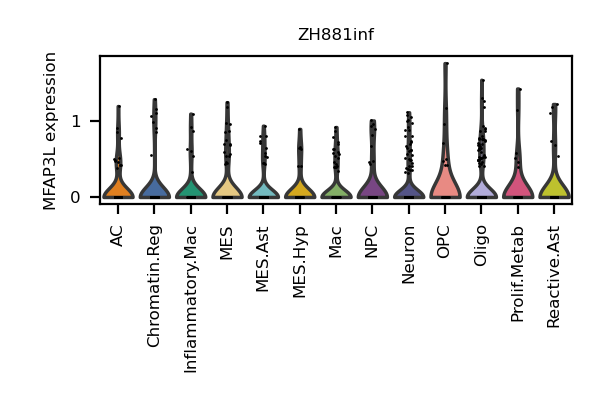 ZH881inf
MFAP3L expression
1
0
AC
Chromatin.Reg
Inflammatory.Mac
MES
MES.Ast
MES.Hyp
Mac
NPC
Neuron
OPC
Oligo
Prolif.Metab
Reactive.Ast